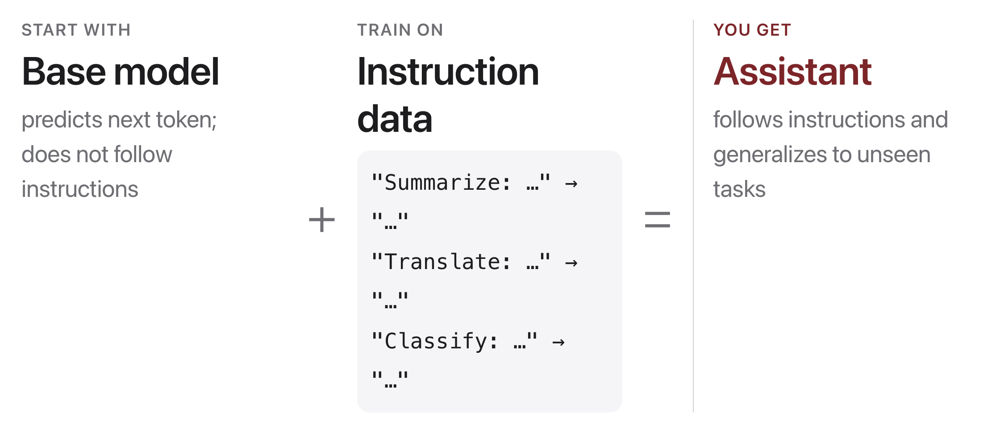 START WITH
Base model
predicts next token;
does not follow
instructions
+
TRAIN ON
Instruction
data
"Summarize: …" →
"…"
"Translate: …" →
"…"
"Classify: …" →
"…"
=
YOU GET
Assistant
follows instructions and
generalizes to unseen
tasks